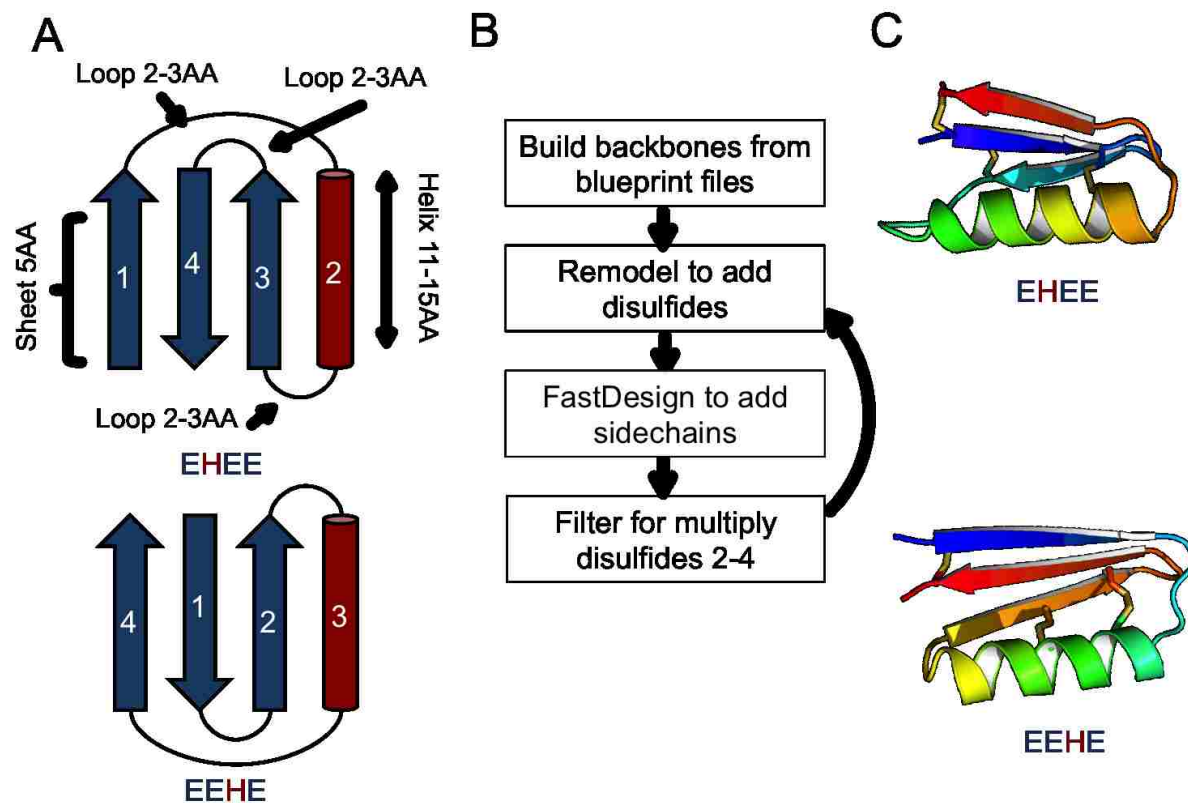 A
Loop 2-3AA
Loop 2-3AA
Sheet 5AA
1
4
3
2
Helix 11-15AA
Loop 2-3AA
EHEE
4
1
2
3
EEHE
B
Build backbones from
blueprint files
Remodel to add
disulfides
FastDesign to add
sidechains
Filter for multiply
disulfides 2-4
C
EHEE
EEHE